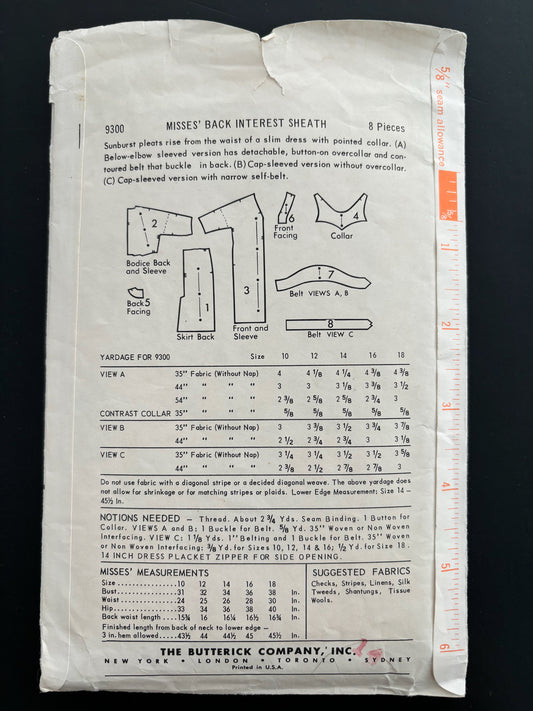 9300 MISSES' BACK INTEREST SHEATH 8 Pieces
Sunburst pleats rise from the waist of a slim dress with pointed collar. (A)
Below-elbow sleeved version has detachable, button-on overcollar and con-
toured belt that buckle in back. (B) Cap-sleeved version without overcollar.
(C) Cap-sleeved version with narrow self-belt.
5/8" seam allowance
5/8
1
2
3
4
5
6
2
Bodice Back
and Sleeve
Back 5
Facing
1
Skirt Back
3
Front and
Sleeve
6
Front
Facing
4
Collar
7
Belt VIEWS A, B
8
Belt VIEW C
YARDAGE FOR 9300 Size 10 12 14 16 18
VIEW A 35" Fabric (Without Nap) 4 4 1/8 4 1/4 4 3/8 4 3/8
44" " " " 3 3 3 1/8 3 3/8 3 1/2
54" " " " 2 3/8 2 5/8 2 5/8 2 3/4 3
CONTRAST COLLAR 35" 5/8 5/8 5/8 5/8 5/8
VIEW B 35" Fabric (Without Nap) 3 3 3/8 3 1/2 3 3/4 3 7/8
44" " " " 2 1/2 2 3/4 2 3/4 3 3 1/8
VIEW C 35" Fabric (Without Nap) 3 1/4 3 1/4 3 1/2 3 1/2 3 5/8
44" " " " 2 3/8 2 1/2 2 7/8 2 7/8 3
Do not use fabric with a diagonal stripe or a decided diagonal weave. The above yardage does
not allow for shrinkage or for matching stripes or plaids. Lower Edge Measurement: Size 14 –
45½ in.
NOTIONS NEEDED – Thread. About 2 3/4 Yds. Seam Binding. 1 Button for
Collar. VIEWS A and B: 1 Buckle for Belt. 5/8 Yd. 35" Woven or Non Woven
Interfacing. VIEW C: 1 1/8 Yds. 1" Belting and 1 Buckle for Belt. 35" Woven
or Non Woven Interfacing: 3/8 Yd. for Sizes 10, 12, 14 & 16; 1/2 Yd. for Size 18.
14 INCH DRESS PLACKET ZIPPER FOR SIDE OPENING.
MISSES' MEASUREMENTS
Size 10 12 14 16 18
Bust 31 32 34 36 38 In.
Waist 24 25 26 28 30 In.
Hip 33 34 36 38 40 In.
Back waist length 15¾ 16 16¼ 16½ 16¾ In.
Finished length from back of neck to lower edge –
3 in. hem allowed 43½ 44 44½ 45 45½ In.
SUGGESTED FABRICS
Checks, Stripes, Linens, Silk
Tweeds, Shantungs, Tissue
Wools.
THE BUTTERICK COMPANY, INC.
NEW YORK • LONDON • TORONTO • SYDNEY
Printed in U.S.A.